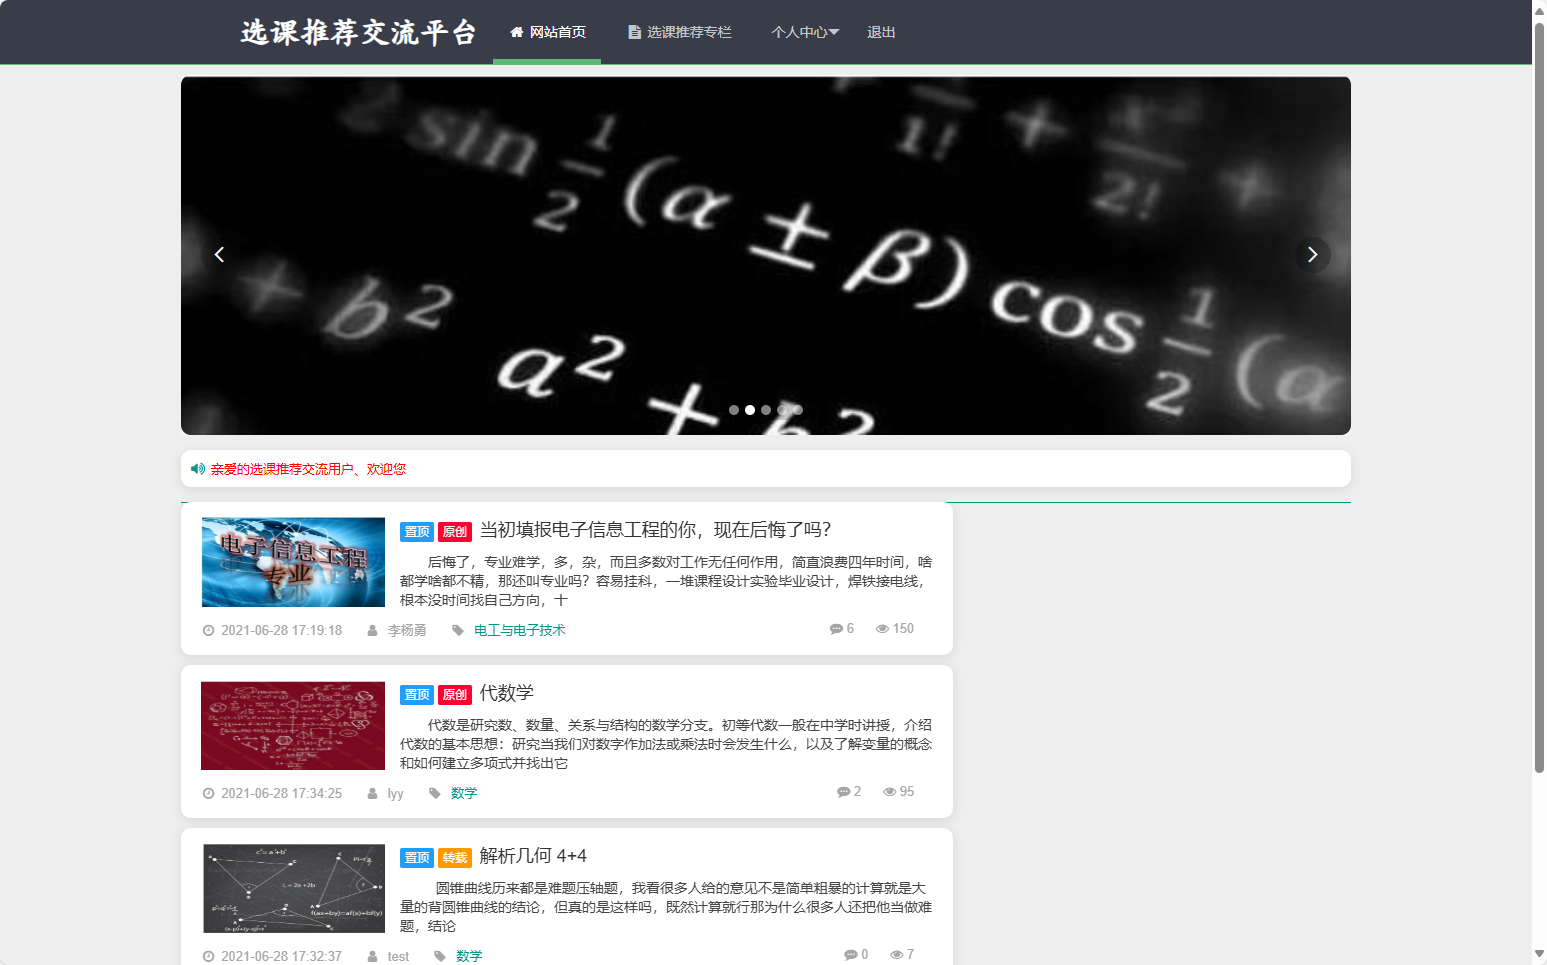 选课推荐交流平台
网站首页
选课推荐专栏
个人中心
退出
sin 1/2 (α ± β) cos 1/2 (α
1!
2!
+ b²
a² + b²
亲爱的选课推荐交流用户、欢迎您
电子信息工程
专业
置顶 原创 当初填报电子信息工程的你，现在后悔了吗？
后悔了，专业难学，多，杂，而且多数对工作无任何作用，简直浪费四年时间，啥
都学啥都不精，那还叫专业吗？容易挂科，一堆课程设计实验毕业设计，焊铁接电线，
根本没时间找自己方向，十
2021-06-28 17:19:18 李杨勇 电工与电子技术 6 150
置顶 原创 代数学
代数是研究数、数量、关系与结构的数学分支。初等代数一般在中学时讲授，介绍
代数的基本思想：研究当我们对数字作加法或乘法时会发生什么，以及了解变量的概念
和如何建立多项式并找出它
2021-06-28 17:34:25 lyy 数学 2 95
置顶 转载 解析几何 4+4
圆锥曲线历来都是难题压轴题，我看很多人给的意见不是简单粗暴的计算就是大
量的背圆锥曲线的结论，但真的是这样吗，既然计算就行那为什么很多人还把他当做难
题，结论
2021-06-28 17:32:37 test 数学 0 7